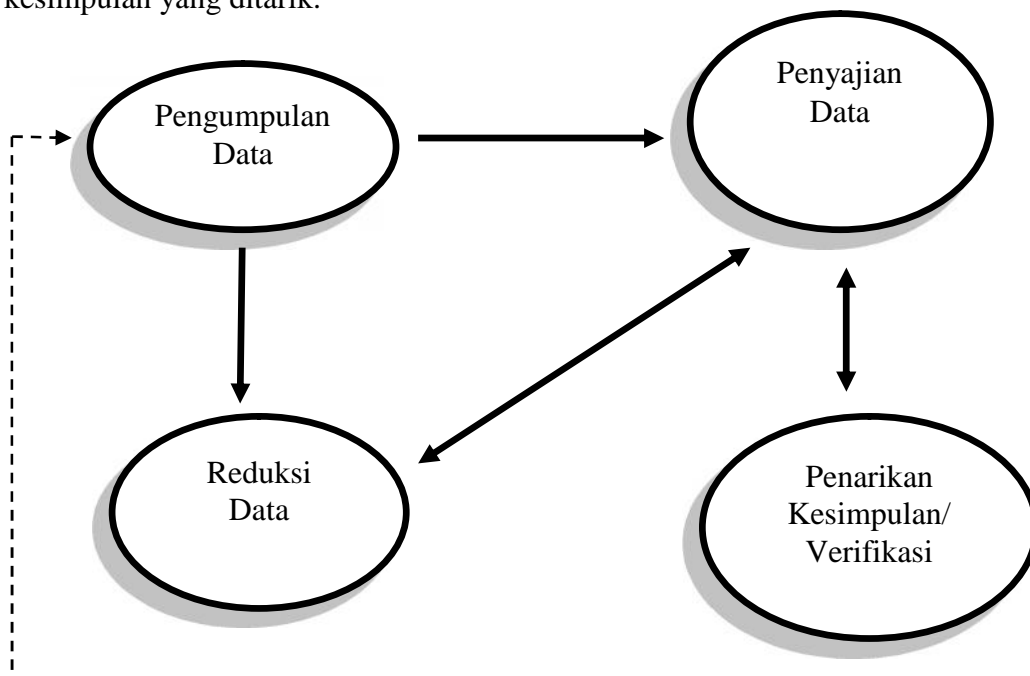 kesimpulan yang ditarik.
Pengumpulan
Data
Penyajian
Data
Reduksi
Data
Penarikan
Kesimpulan/
Verifikasi